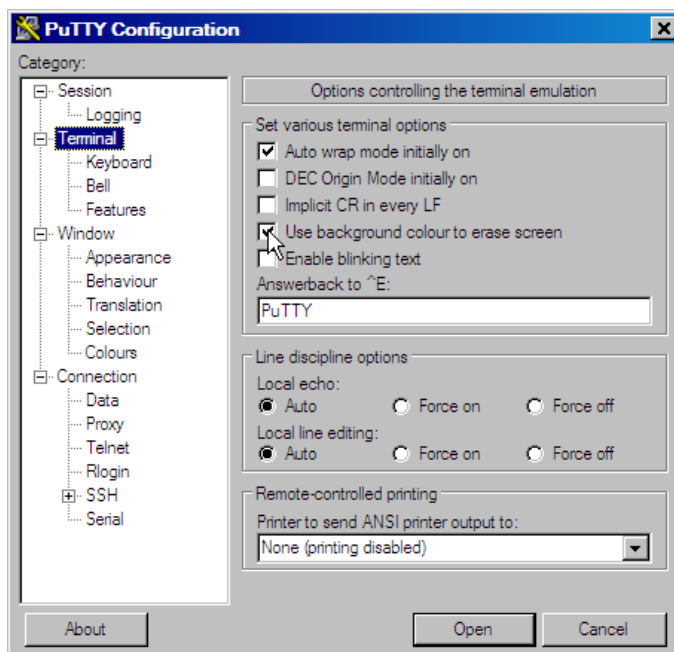 PuTTY Configuration
Category:
Session
Logging
Terminal
Keyboard
Bell
Features
Window
Appearance
Behaviour
Translation
Selection
Colours
Connection
Data
Proxy
Telnet
Rlogin
SSH
Serial
Options controlling the terminal emulation
Set various terminal options
Auto wrap mode initially on
DEC Origin Mode initially on
Implicit CR in every LF
Use background colour to erase screen
Enable blinking text
Answerback to ^E:
PuTTY
Line discipline options
Local echo:
Auto Force on Force off
Local line editing:
Auto Force on Force off
Remote-controlled printing
Printer to send ANSI printer output to:
None (printing disabled)
About Open Cancel